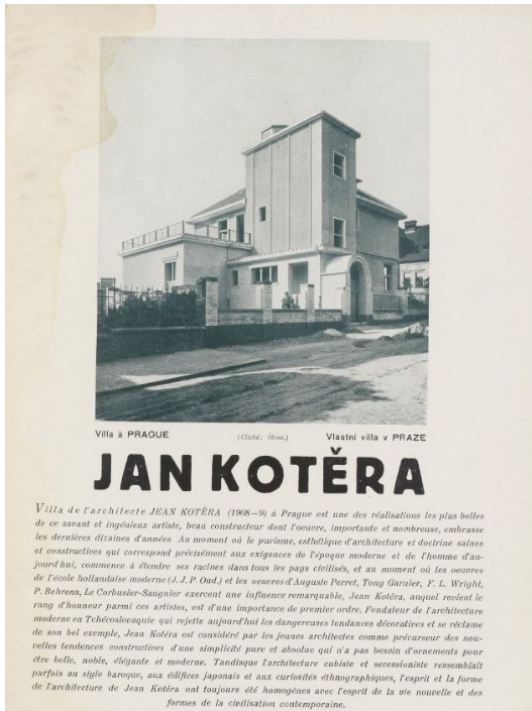 Villa à PRAGUE
(Cliché: Štenc.)
Vlastní villa v PRAZE
JAN KOTĚRA
Villa de l'architecte JEAN KOTĚRA (1908—9) à Prague est une des réalisations les plus belles
de ce savant et ingénieux artiste, beau constructeur dont l'oeuvre, importante et nombreuse, embrasse
les dernières dizaines d'années Au moment où le purisme, esthétique d'architecture et doctrine saines
et constructives qui correspond précisément aux exigences de l'époque moderne et de l'homme d'au-
jourd'hui, commence à étendre ses racines dans tous les pays civilisés, et au moment où les oeuvres
de l'école hollandaise moderne (J. J. P. Oud.) et les oeuvres d'Auguste Perret, Tony Garnier, F. L. Wright,
P. Behrens, Le Corbusier-Saugnier exercent une influence remarquable, Jean Kotěra, auquel revient le
rang d'honneur parmi ces artistes, est d'une importance de premier ordre. Fondateur de l'architecture
moderne en Tchécoslovaquie qui rejette aujourd'hui les dangereuses tendances décoratives et se réclame
de son bel exemple, Jean Kotěra est considéré par les jeunes architectes comme précurseur des nou-
velles tendences constructives d'une simplicité pure et absolue qui n'a pas besoin d'ornements pour
être belle, noble, élégante et moderne. Tandisque l'architecture cubiste et secessioniste ressemblait
parfois au style baroque, aux édifices japonais et aux curiosités éthnographiques, l'esprit et la forme
de l'architecture de Jean Kotěra ont toujours été homogènes avec l'esprit de la vie nouvelle et des
formes de la civilisation contemporaine.